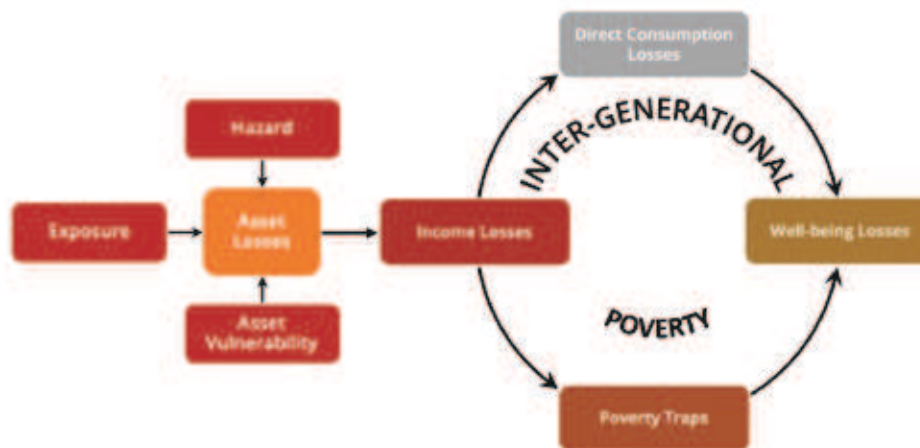 Direct Consumption
Losses
INTER-GENERATIONAL
Hazard
Exposure
Asset
Losses
Income Losses
Well-being Losses
Asset
Vulnerability
POVERTY
Poverty Traps